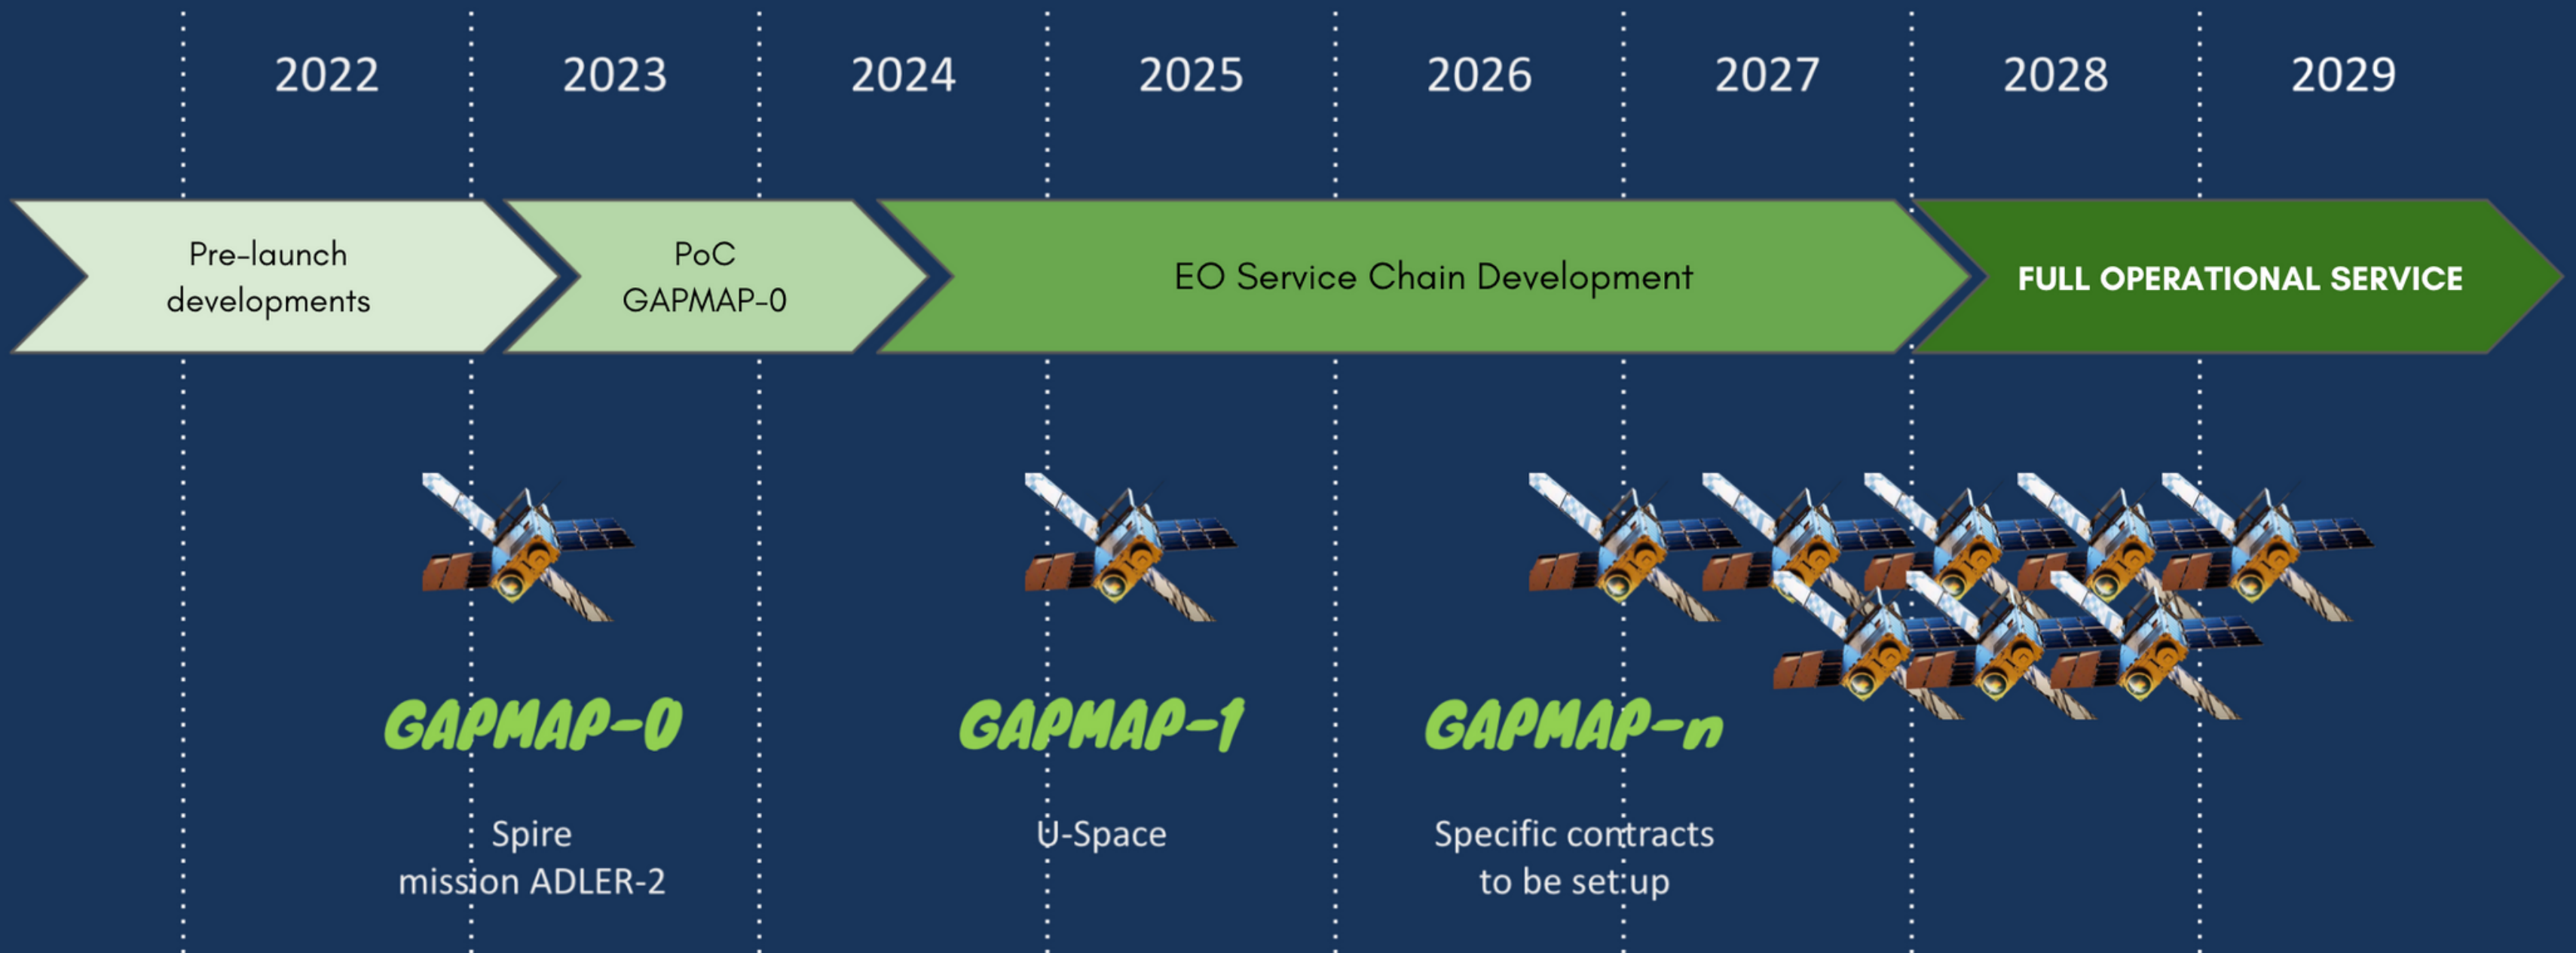 2022 2023 2024 2025 2026 2027 2028 2029
Pre-launch
developments
PoC
GAPMAP-0
EO Service Chain Development
FULL OPERATIONAL SERVICE
GAPMAP-0
Spire
mission ADLER-2
GAPMAP-1
U-Space
GAPMAP-n
Specific contracts
to be set up